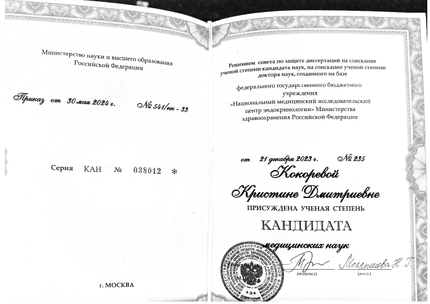 Министерство науки и высшего образования
Российской Федерации
Приказ от 30 мая 2024 г. № 541/нк - 33
Серия КАН № 038012 *
г. МОСКВА
Решением совета по защите диссертаций на соискание
ученой степени кандидата наук, на соискание ученой степени
доктора наук, созданного на базе
федерального государственного бюджетного
учреждения
«Национальный медицинский исследовательский
центр эндокринологии» Министерства
здравоохранения Российской Федерации
от 21 декабря 2023 г. № 235
Кокоревой
Кристине Дмитриевне
ПРИСУЖДЕНА УЧЕНАЯ СТЕПЕНЬ
КАНДИДАТА
медицинских наук
(подпись)